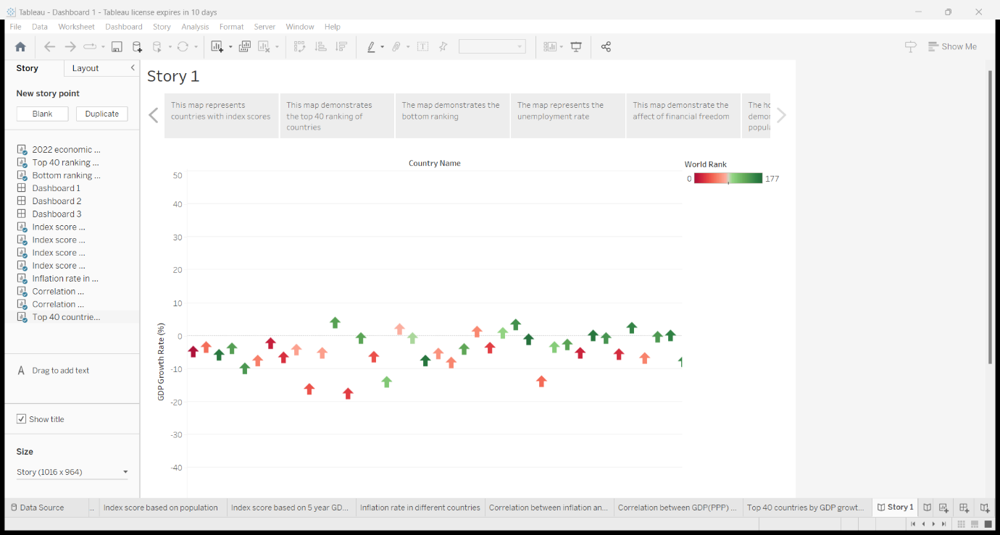 Tableau - Dashboard 1 - Tableau license expires in 10 days
File Data Worksheet Dashboard Story Analysis Format Server Window Help
Show Me
Story Layout
New story point
Blank Duplicate
2022 economic ...
Top 40 ranking ...
Bottom ranking ...
Dashboard 1
Dashboard 2
Dashboard 3
Index score ...
Index score ...
Index score ...
Index score ...
Inflation rate in ...
Correlation ...
Correlation ...
Top 40 countrie...
A Drag to add text
Show title
Size
Story (1016 x 964)
Story 1
This map represents
countries with index scores
This map demonstrates
the top 40 ranking of
countries
The map demonstrates the
bottom ranking
The map represents the
unemployment rate
This map demonstrate the
affect of financial freedom
The
Country Name
World Rank
0 177
50
40
30
20
10
0
-10
-20
-30
-40
GDP Growth Rate (%)
Data Source .. Index score based on population Index score based on 5 year GD... Inflation rate in different countries Correlation between inflation an... Correlation between GDP(PPP) ... Top 40 countries by GDP growt... Story 1